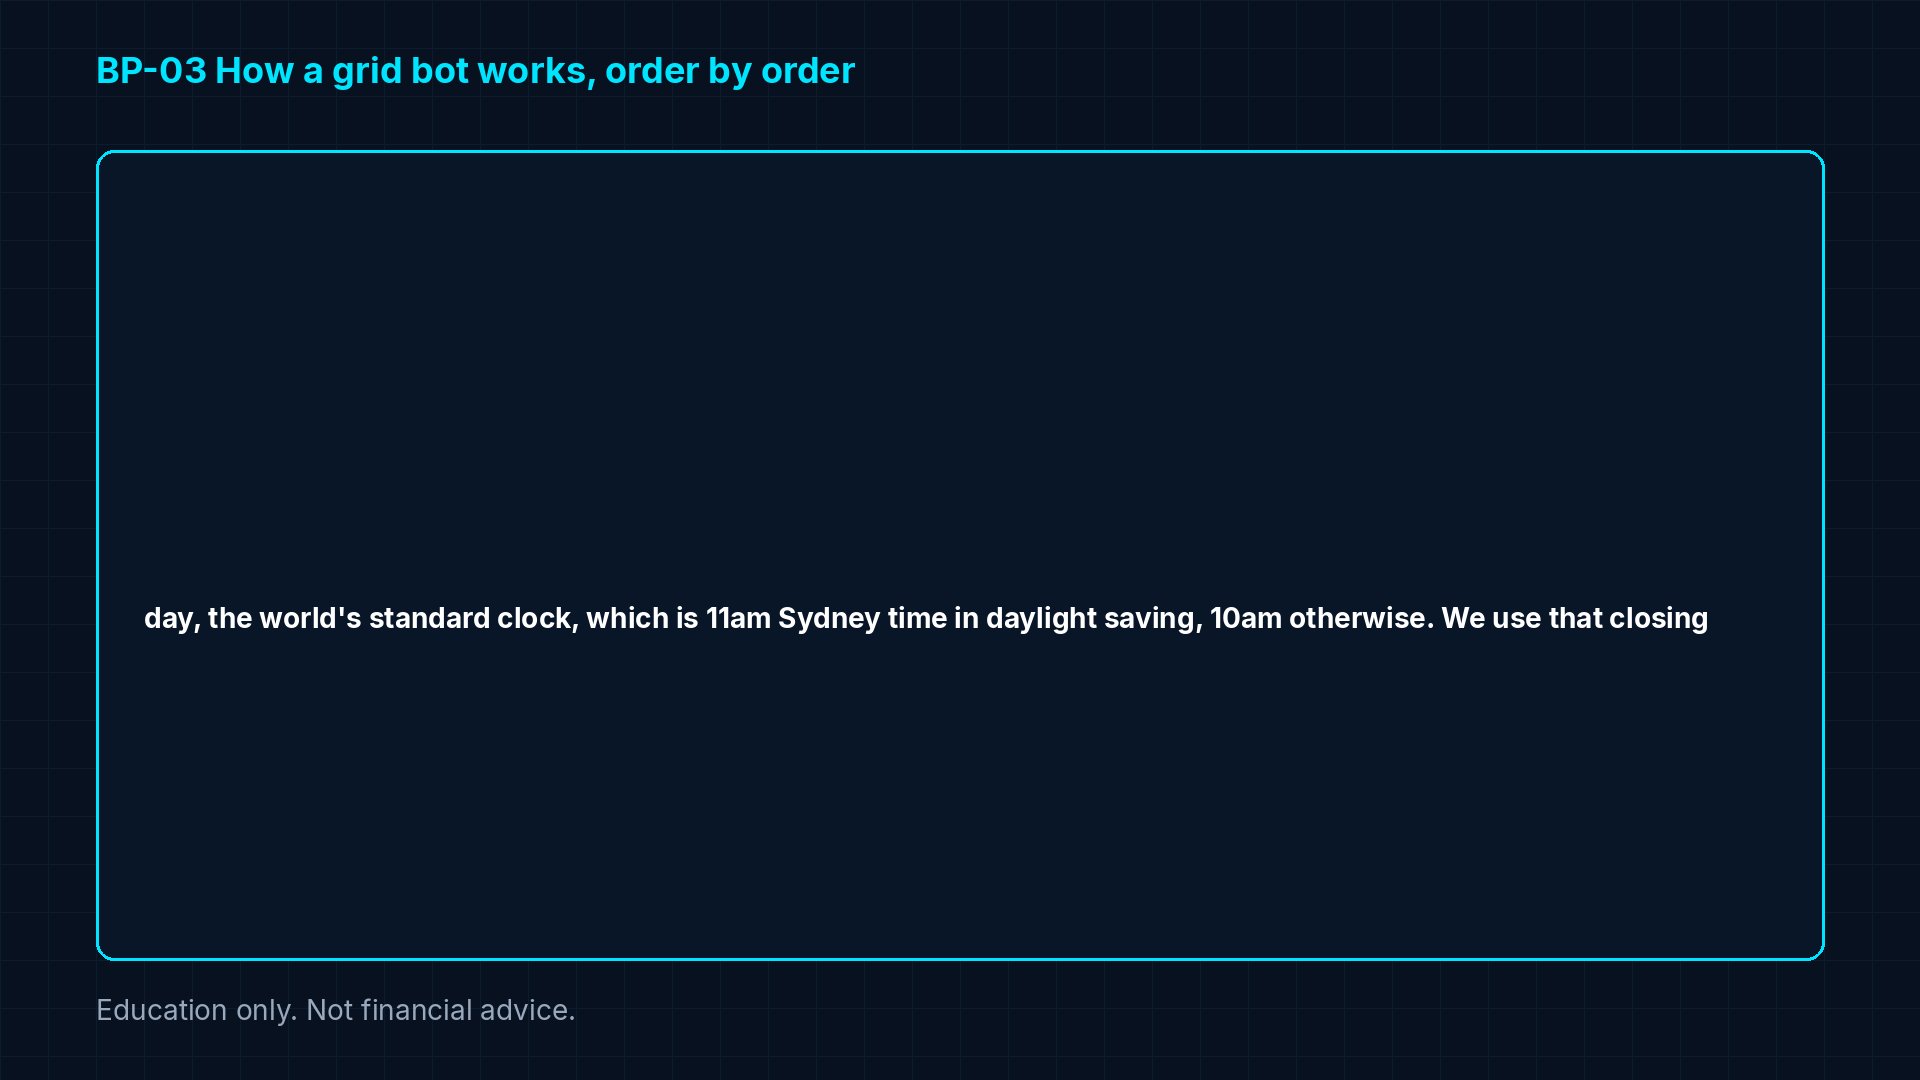 BP-03 How a grid bot works, order by order
day, the world's standard clock, which is 11am Sydney time in daylight saving, 10am otherwise. We use that closing
Education only. Not financial advice.